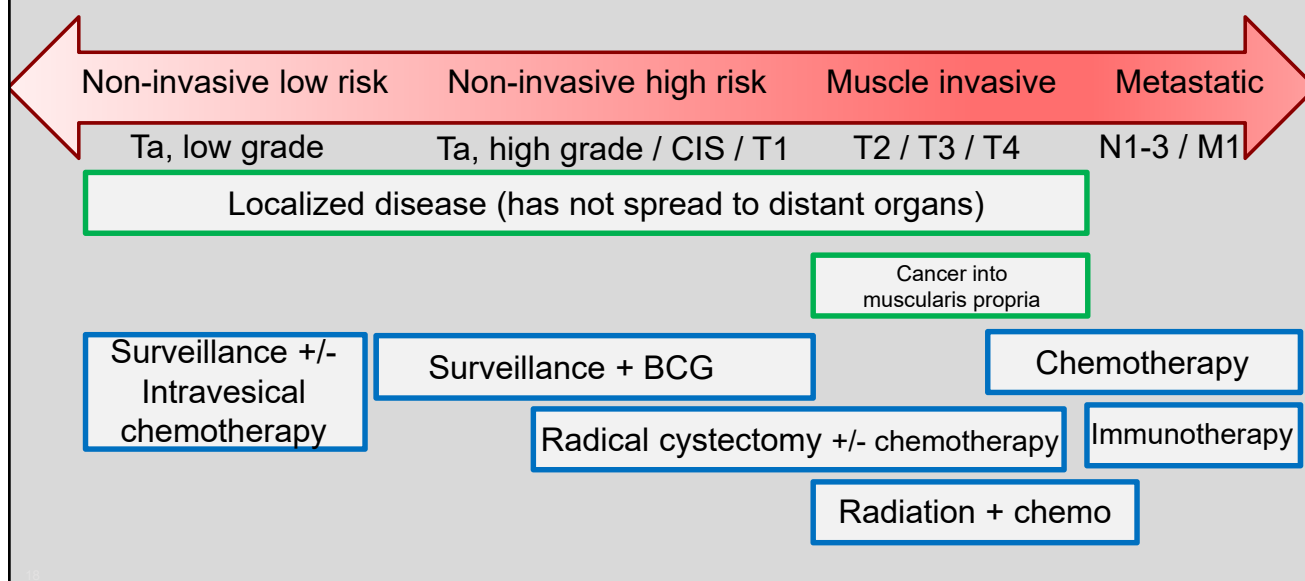 Non-invasive low risk Non-invasive high risk Muscle invasive Metastatic
Ta, low grade Ta, high grade / CIS / T1 T2 / T3 / T4 N1-3 / M1
Localized disease (has not spread to distant organs)
Cancer into
muscularis propria
Surveillance +/-
Intravesical
chemotherapy
Surveillance + BCG
Chemotherapy
Radical cystectomy +/- chemotherapy
Immunotherapy
Radiation + chemo
18